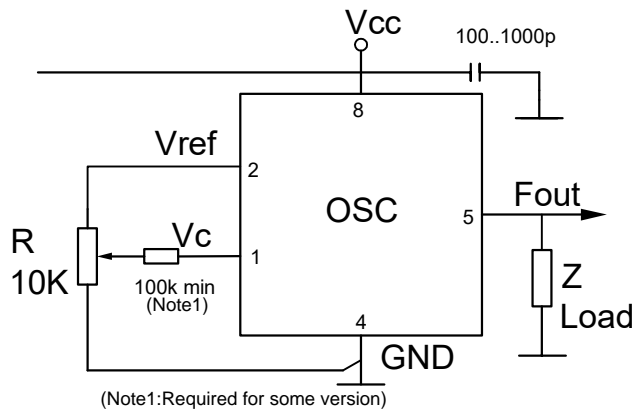 Vcc
100..1000p
8
Vref
2
OSC
Fout
5
R
10K
Vc
1
100k min
(Note1)
Z
Load
4
GND
(Note1:Required for some version)